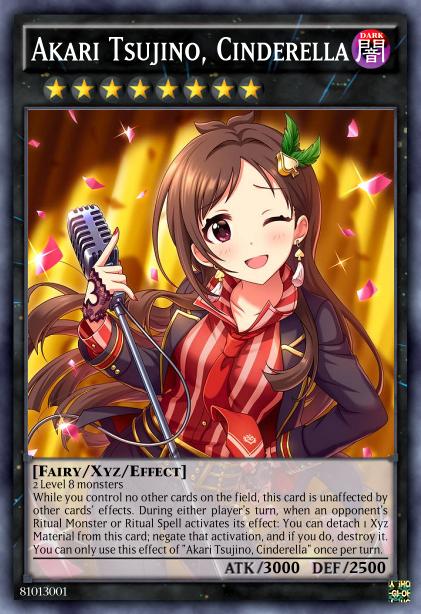 Akari Tsujino, Cinderella
DARK
闇
[Fairy/Xyz/Effect]
2 Level 8 monsters
While you control no other cards on the field, this card is unaffected by
other cards' effects. During either player's turn, when an opponent's
Ritual Monster or Ritual Spell activates its effect: You can detach 1 Xyz
Material from this card; negate that activation, and if you do, destroy it.
You can only use this effect of "Akari Tsujino, Cinderella" once per turn.
ATK/3000 DEF/2500
81013001